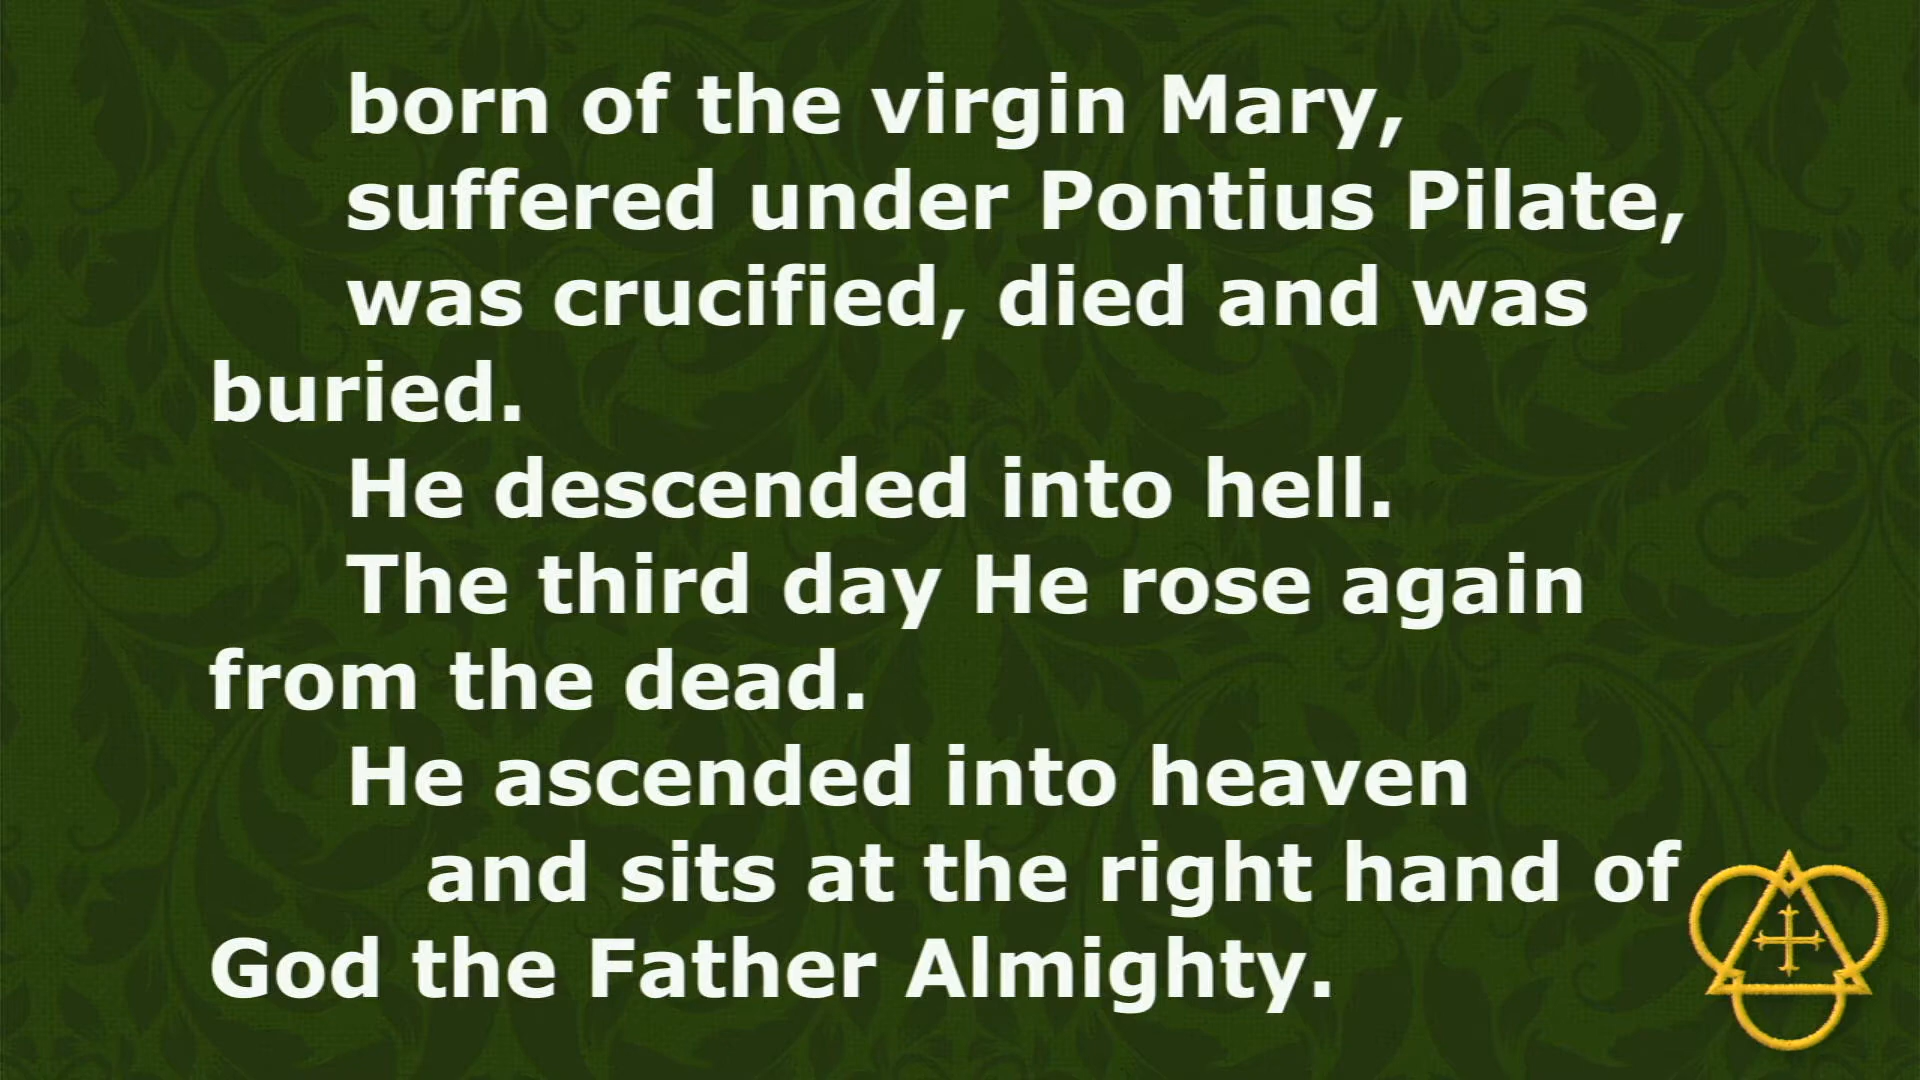 born of the virgin Mary,
suffered under Pontius Pilate,
was crucified, died and was
buried.
He descended into hell.
The third day He rose again
from the dead.
He ascended into heaven
and sits at the right hand of
God the Father Almighty.